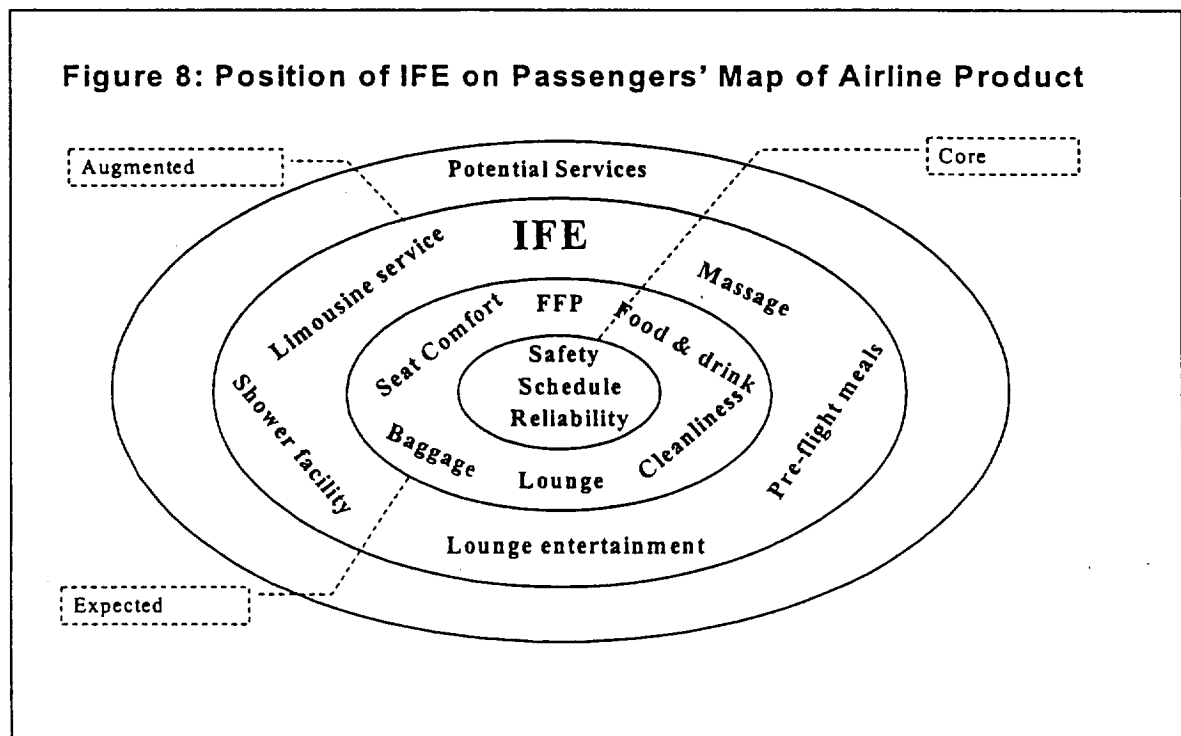 Figure 8: Position of IFE on Passengers' Map of Airline Product
Augmented
Core
Potential Services
IFE
Limousine service
Massage
FFP
Seat Comfort
Food & drink
Safety
Schedule
Reliability
Shower facility
Pre-flight meals
Baggage
Cleanliness
Lounge
Lounge entertainment
Expected